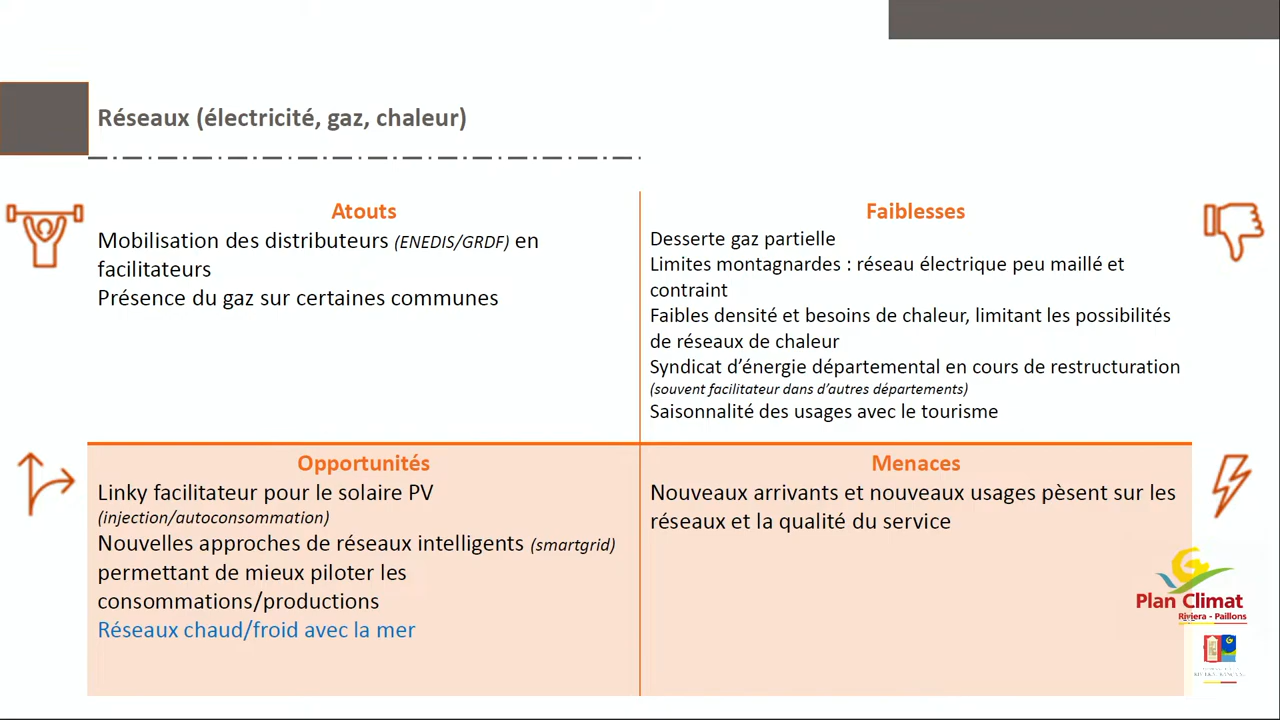 Réseaux (électricité, gaz, chaleur)
Atouts
Mobilisation des distributeurs (ENEDIS/GRDF) en
facilitateurs
Présence du gaz sur certaines communes
Faiblesses
Desserte gaz partielle
Limites montagnardes : réseau électrique peu maillé et
contraint
Faibles densité et besoins de chaleur, limitant les possibilités
de réseaux de chaleur
Syndicat d’énergie départemental en cours de restructuration
(souvent facilitateur dans d’autres départements)
Saisonnalité des usages avec le tourisme
Opportunités
Linky facilitateur pour le solaire PV
(injection/autoconsommation)
Nouvelles approches de réseaux intelligents (smartgrid)
permettant de mieux piloter les
consommations/productions
Réseaux chaud/froid avec la mer
Menaces
Nouveaux arrivants et nouveaux usages pèsent sur les
réseaux et la qualité du service
Plan Climat
Riviera - Paillons